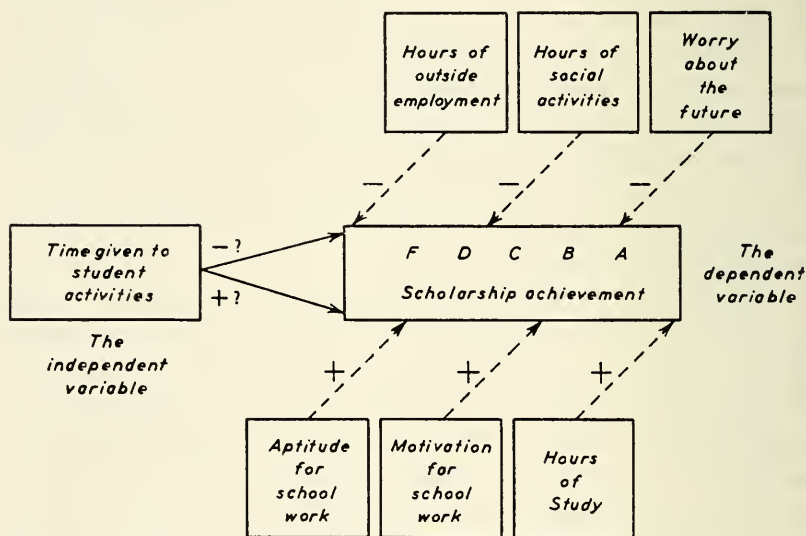 Hours of
outside
employment
Hours of
social
activities
Worry
about
the
future
−
−
−
Time given to
student
activities
− ?
+ ?
The
independent
variable
F D C B A
Scholarship achievement
The
dependent
variable
+
+
+
Aptitude
for
school
work
Motivation
for
school
work
Hours
of
Study